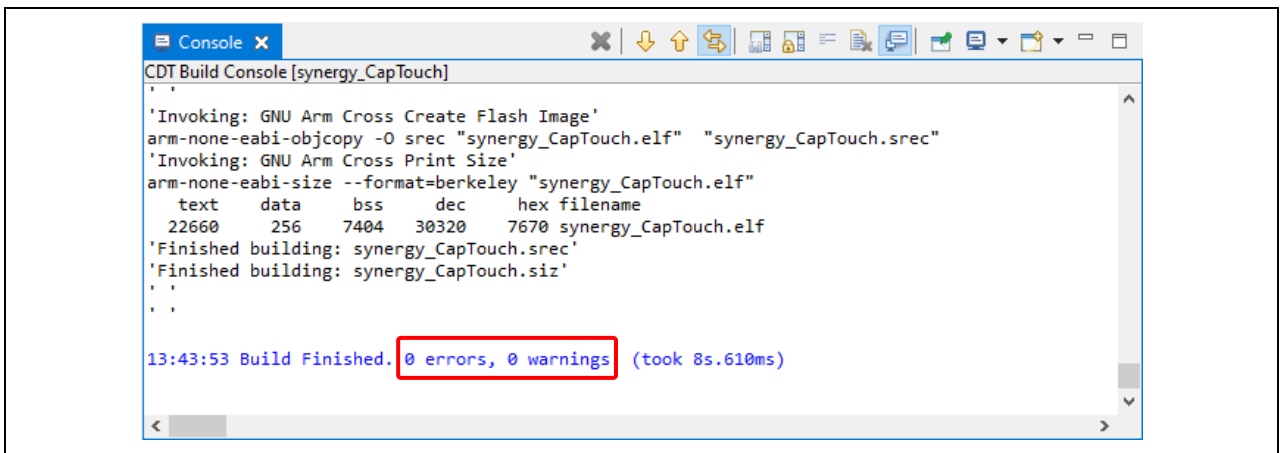 Console
CDT Build Console [synergy_CapTouch]
' '
'Invoking: GNU Arm Cross Create Flash Image'
arm-none-eabi-objcopy -O srec "synergy_CapTouch.elf"  "synergy_CapTouch.srec"
'Invoking: GNU Arm Cross Print Size'
arm-none-eabi-size --format=berkeley "synergy_CapTouch.elf"
   text    data     bss     dec     hex filename
  22660     256    7404   30320    7670 synergy_CapTouch.elf
'Finished building: synergy_CapTouch.srec'
'Finished building: synergy_CapTouch.siz'
' '
' '
13:43:53 Build Finished. 0 errors, 0 warnings. (took 8s.610ms)